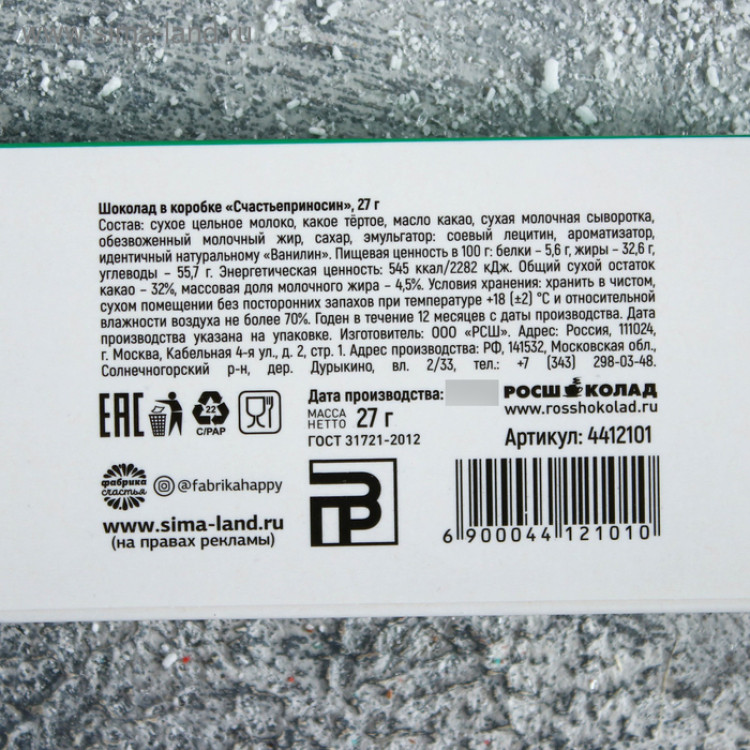 www.sima-land.ru
Шоколад в коробке «Счастьеприносин», 27 г
Состав: сухое цельное молоко, какое тёртое, масло какао, сухая молочная сыворотка,
обезвоженный молочный жир, сахар, эмульгатор: соевый лецитин, ароматизатор,
идентичный натуральному «Ванилин». Пищевая ценность в 100 г: белки – 5,6 г, жиры – 32,6 г,
углеводы – 55,7 г. Энергетическая ценность: 545 ккал/2282 кДж. Общий сухой остаток
какао – 32%, массовая доля молочного жира – 4,5%. Условия хранения: хранить в чистом,
сухом помещении без посторонних запахов при температуре +18 (±2) °С и относительной
влажности воздуха не более 70%. Годен в течение 12 месяцев с даты производства. Дата
производства указана на упаковке. Изготовитель: ООО «РСШ». Адрес: Россия, 111024,
г. Москва, Кабельная 4-я ул., д. 2, стр. 1. Адрес производства: РФ, 141532, Московская обл.,
Солнечногорский р-н, дер. Дурыкино, вл. 2/33, тел.: +7 (343) 298-03-48.
ЕАС
22
C/PAP
Дата производства:
МАССА НЕТТО 27 г
ГОСТ 31721-2012
РОСШОКОЛАД
www.rosshokolad.ru
Артикул: 4412101
фабрика
счастья
@fabrikahappy
www.sima-land.ru
(на правах рекламы)
6 900044 121010